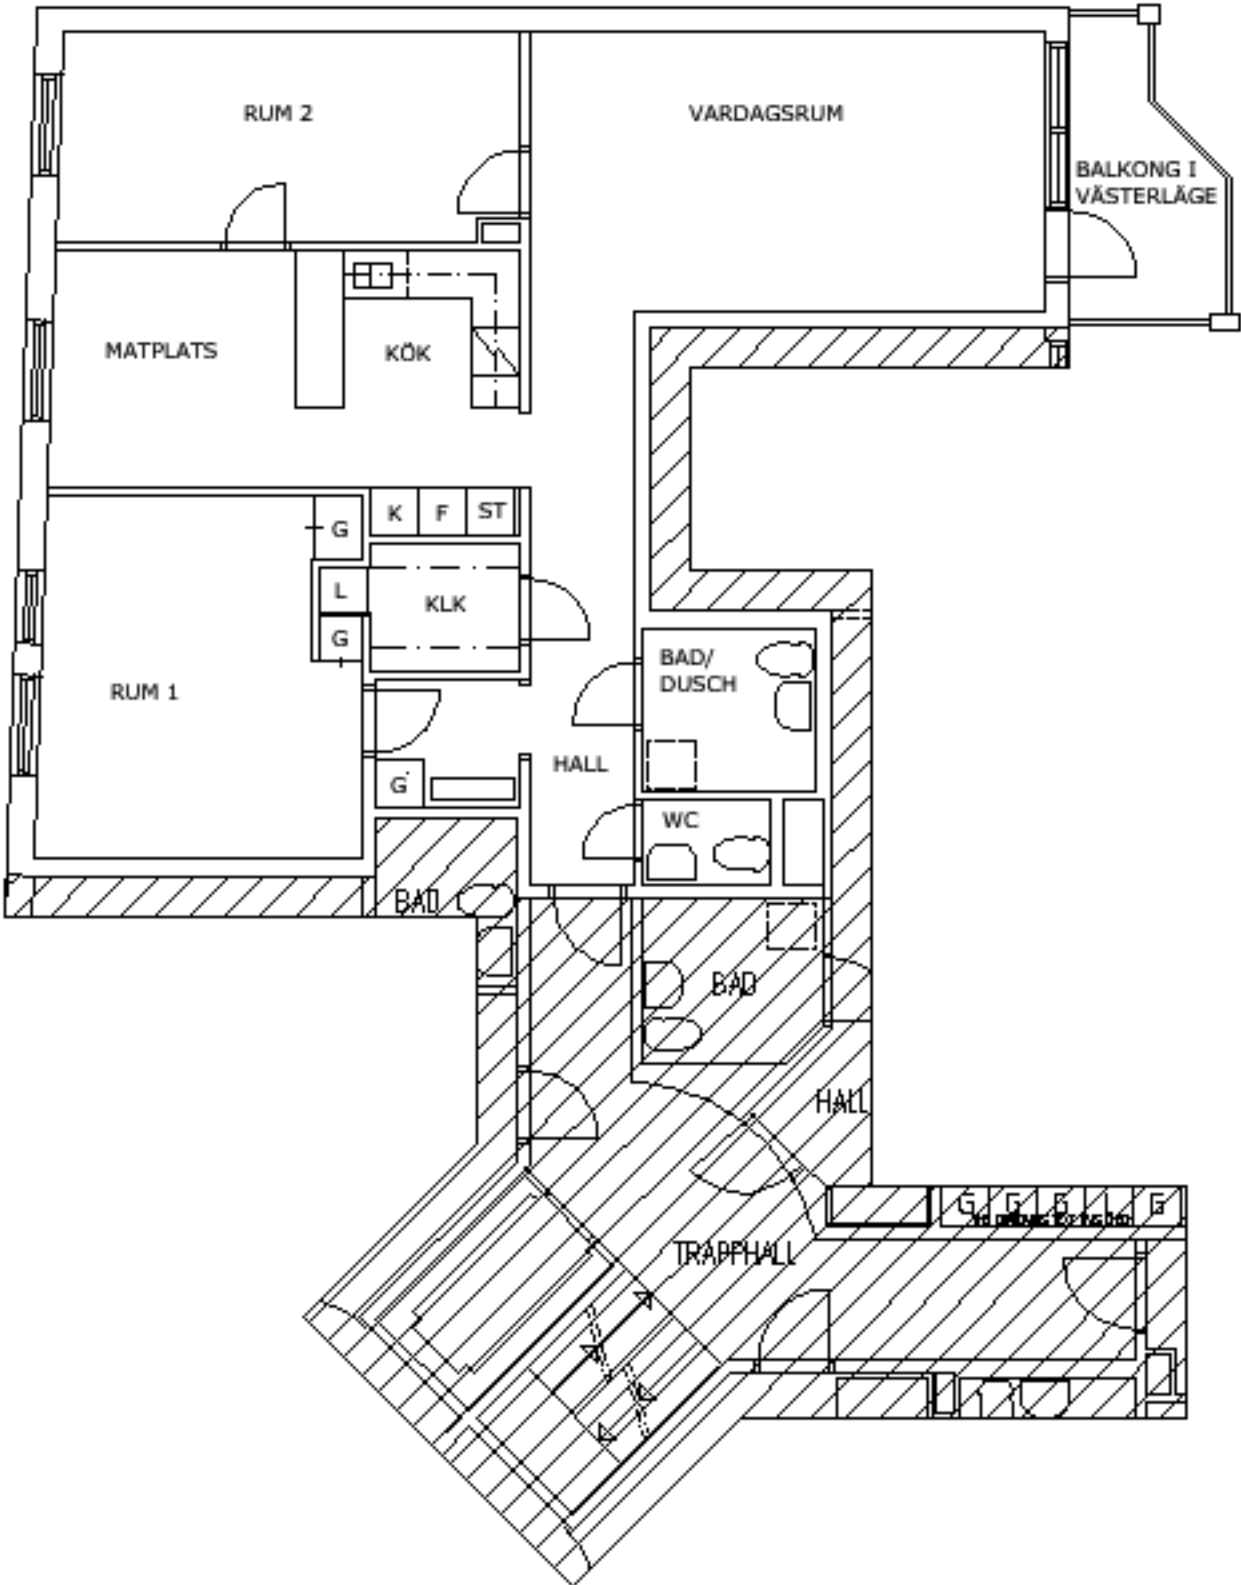 RUM 2
VARDAGSRUM
BALKONG I
VÄSTERLÄGE
MATPLATS
KÖK
G
K
F
ST
L
KLK
G
RUM 1
BAD/
DUSCH
HALL
G
WC
BAD
BAD
HALL
G
G
G
L
G
TRAPPHALL